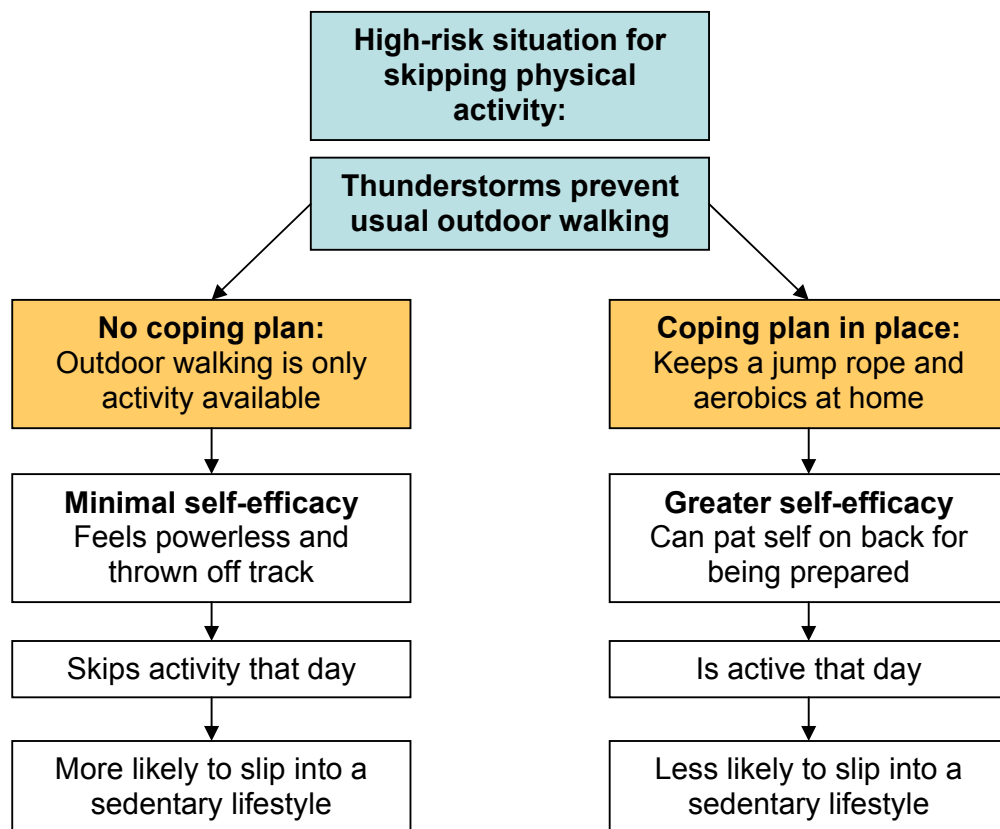 High-risk situation for
skipping physical
activity:
Thunderstorms prevent
usual outdoor walking
No coping plan:
Outdoor walking is only
activity available
Minimal self-efficacy
Feels powerless and
thrown off track
Skips activity that day
More likely to slip into a
sedentary lifestyle
Coping plan in place:
Keeps a jump rope and
aerobics at home
Greater self-efficacy
Can pat self on back for
being prepared
Is active that day
Less likely to slip into a
sedentary lifestyle